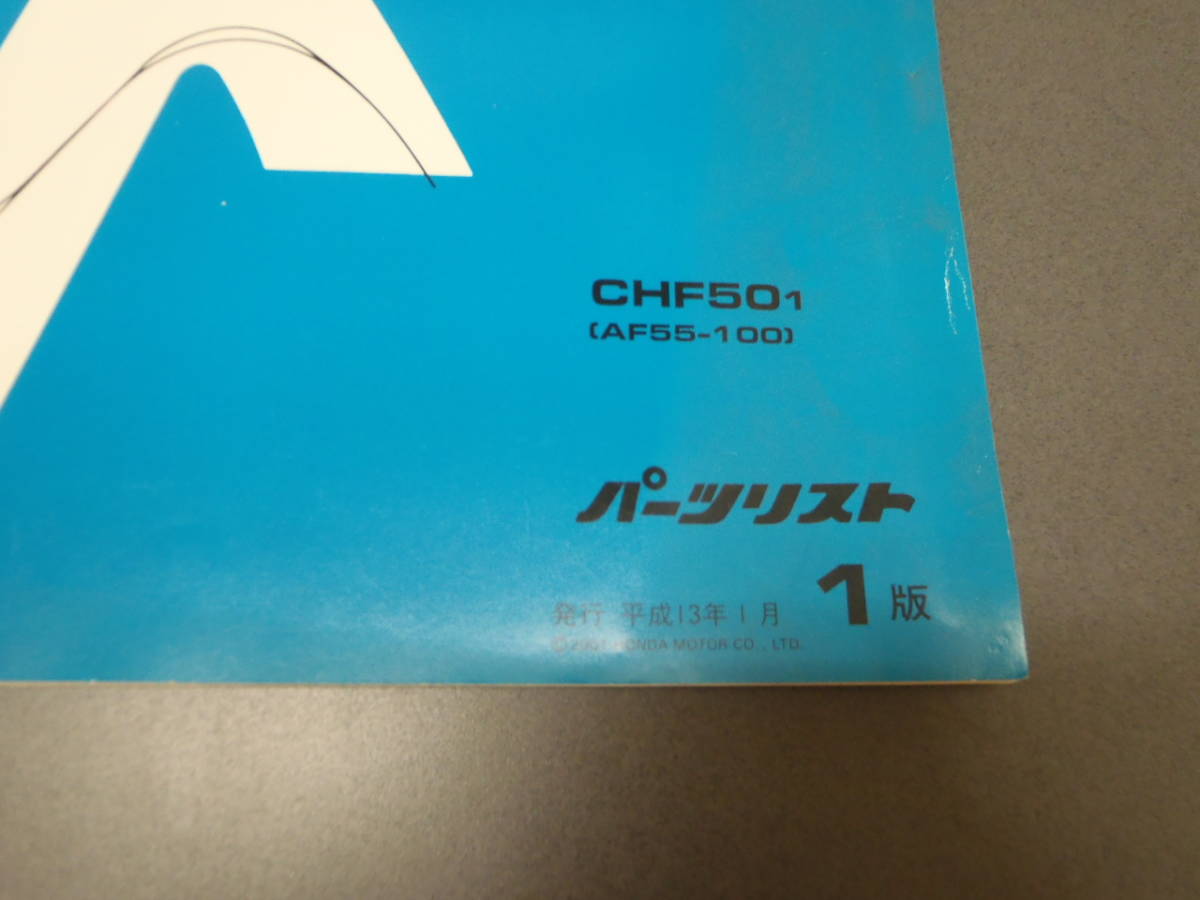 CHF501
(AF55-100)
パーツリスト
発行 平成13年1月 1版
©2001 HONDA MOTOR CO., LTD.